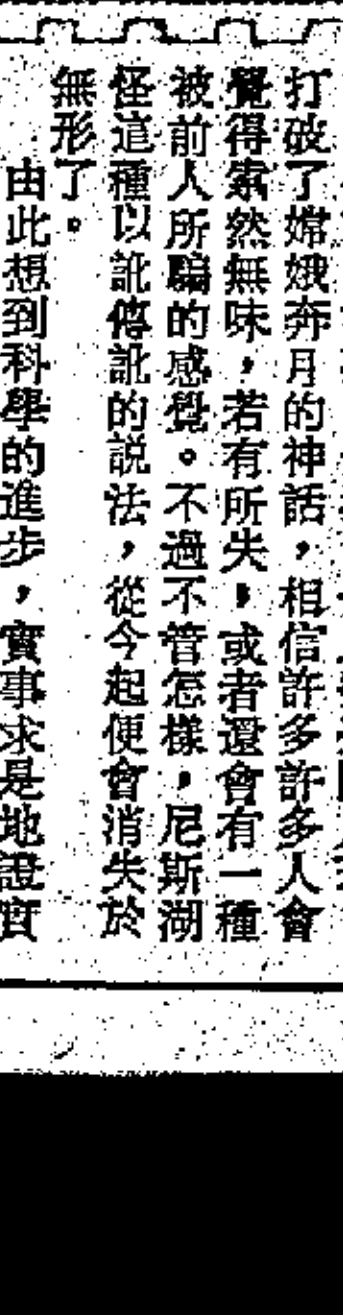 打破了嫦娥奔月的神話，相信許多許多人會
覺得索然無味，若有所失，或者還會有一種
被前人所騙的感覺。不過不管怎樣，尼斯湖
怪這種以訛傳訛的説法，從今起便會消失於
無形了。
由此想到科學的進步，實事求是地證實